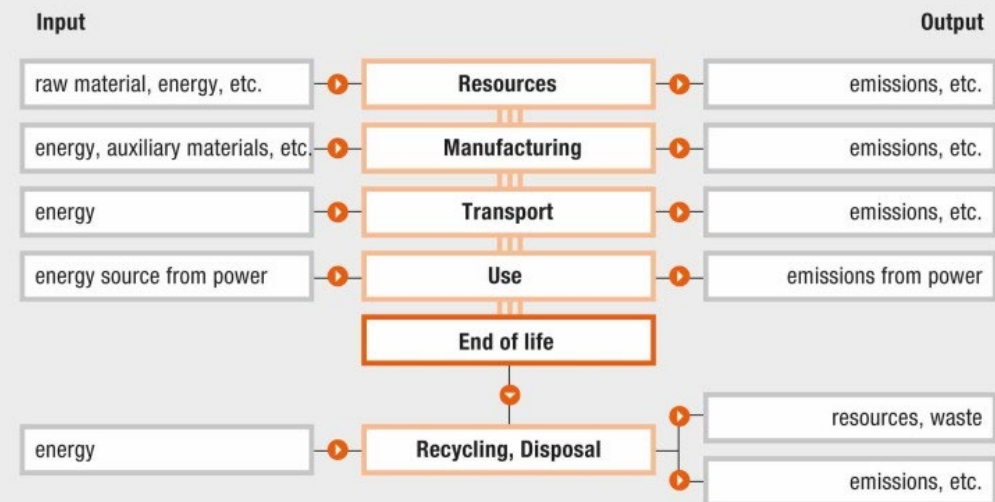 Input
Output
raw material, energy, etc.
Resources
emissions, etc.
energy, auxiliary materials, etc.
Manufacturing
emissions, etc.
energy
Transport
emissions, etc.
energy source from power
Use
emissions from power
End of life
resources, waste
energy
Recycling, Disposal
emissions, etc.